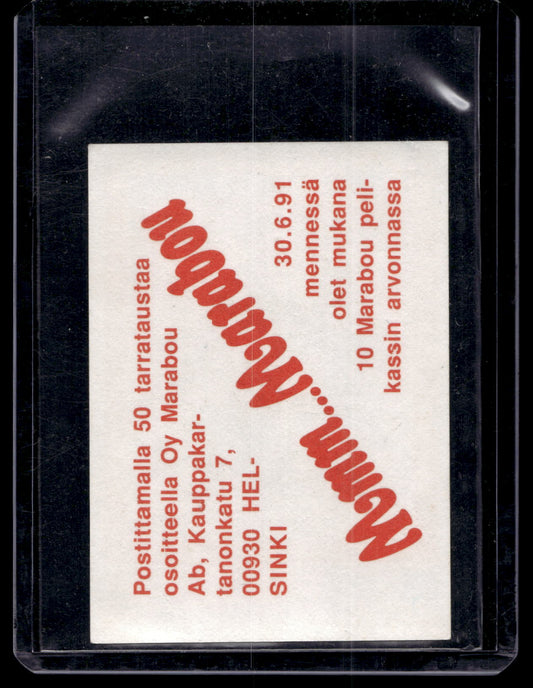 Postittamalla 50 tarrataustaa
osoitteella Oy Marabou
Ab, Kauppakar-
tanonkatu 7,
00930 HEL-
SINKI
Mmm...Marabou
30.6.91
mennessä
olet mukana
10 Marabou peli-
kassin arvonnassa